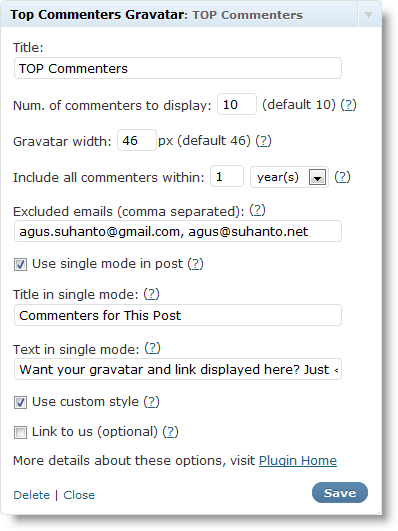 Top Commenters Gravatar: TOP Commenters
Title:
TOP Commenters
Num. of commenters to display: 10 (default 10) (?)
Gravatar width: 46 px (default 46) (?)
Include all commenters within: 1 year(s) (?)
Excluded emails (comma separated): (?)
agus.suhanto@gmail.com, agus@suhanto.net
Use single mode in post (?)
Title in single mode: (?)
Commenters for This Post
Text in single mode: (?)
Want your gravatar and link displayed here? Just <
Use custom style (?)
Link to us (optional) (?)
More details about these options, visit Plugin Home
Delete | Close Save